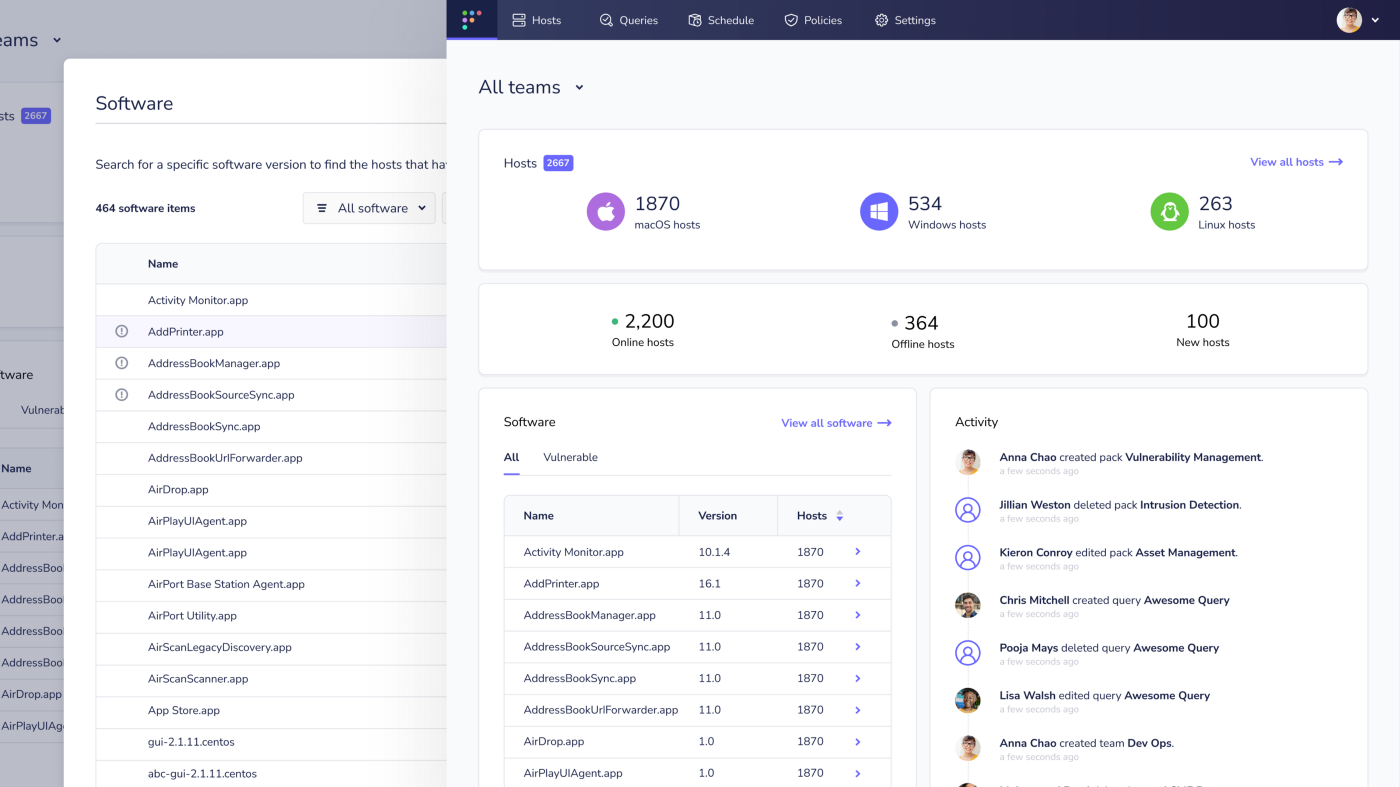 eams
sts 2667
tware
Name
Activity Mon
AddPrinter.a
AirDrop.app
Software
Search for a specific software version to find the hosts that
464 software items
All software
Name
Activity Monitor.app
AddPrinter.app
AddressBookManager.app
AddressBookSourceSync.app
AddressBookSync.app
AddressBookUrlForwarder.app
AirDrop.app
AirPlayUIAgent.app
AirPlayUIAgent.app
AirPort Base Station Agent.app
AirPort Utility.app
AirScanLegacyDiscovery.app
AirScanScanner.app
App Store.app
gui-2.1.11.centos
abc-gui-2.1.11.centos
Hosts Queries Schedule Policies Settings
All teams
Hosts 2667 View all hosts
1870 534 263
macOS hosts Windows hosts Linux hosts
2,200 364 100
Online hosts Offline hosts New hosts
Software View all software
All Vulnerable
Name Version Hosts
Activity Monitor.app 10.1.4 1870
AddPrinter.app 16.1 1870
AddressBookManager.app 11.0 1870
AddressBookSourceSync.app 11.0 1870
AddressBookSync.app 11.0 1870
AddressBookUrlForwarder.app 11.0 1870
AirDrop.app 1.0 1870
AirPlayUIAgent.app 1.0 1870
Activity
Anna Chao created pack Vulnerability Management.
a few seconds ago
Jillian Weston deleted pack Intrusion Detection.
a few seconds ago
Kieron Conroy edited pack Asset Management.
a few seconds ago
Chris Mitchell created query Awesome Query
a few seconds ago
Pooja Mays deleted query Awesome Query
a few seconds ago
Lisa Walsh edited query Awesome Query
a few seconds ago
Anna Chao created team Dev Ops.
a few seconds ago